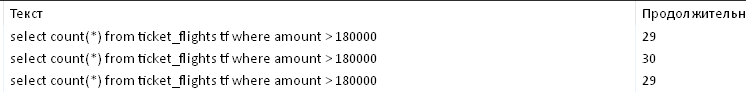 Текст Продолжительн
select count(*) from ticket_flights tf where amount > 180000 29
select count(*) from ticket_flights tf where amount > 180000 30
select count(*) from ticket_flights tf where amount > 180000 29